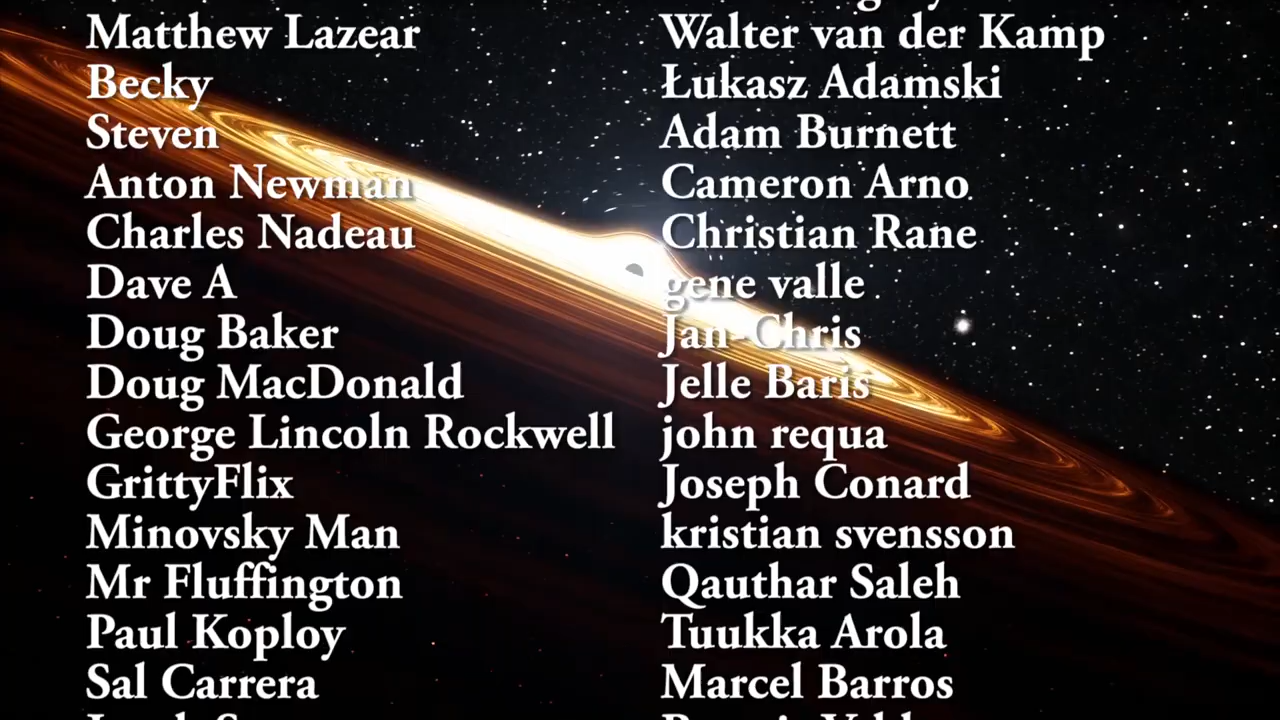 Matthew Lazear
Becky
Steven
Anton Newman
Charles Nadeau
Dave A
Doug Baker
Doug MacDonald
George Lincoln Rockwell
GrittyFlix
Minovsky Man
Mr Fluffington
Paul Koploy
Sal Carrera
Walter van der Kamp
Łukasz Adamski
Adam Burnett
Cameron Arno
Christian Rane
gene valle
Jan-Chris
Jelle Baris
john requa
Joseph Conard
kristian svensson
Qauthar Saleh
Tuukka Arola
Marcel Barros